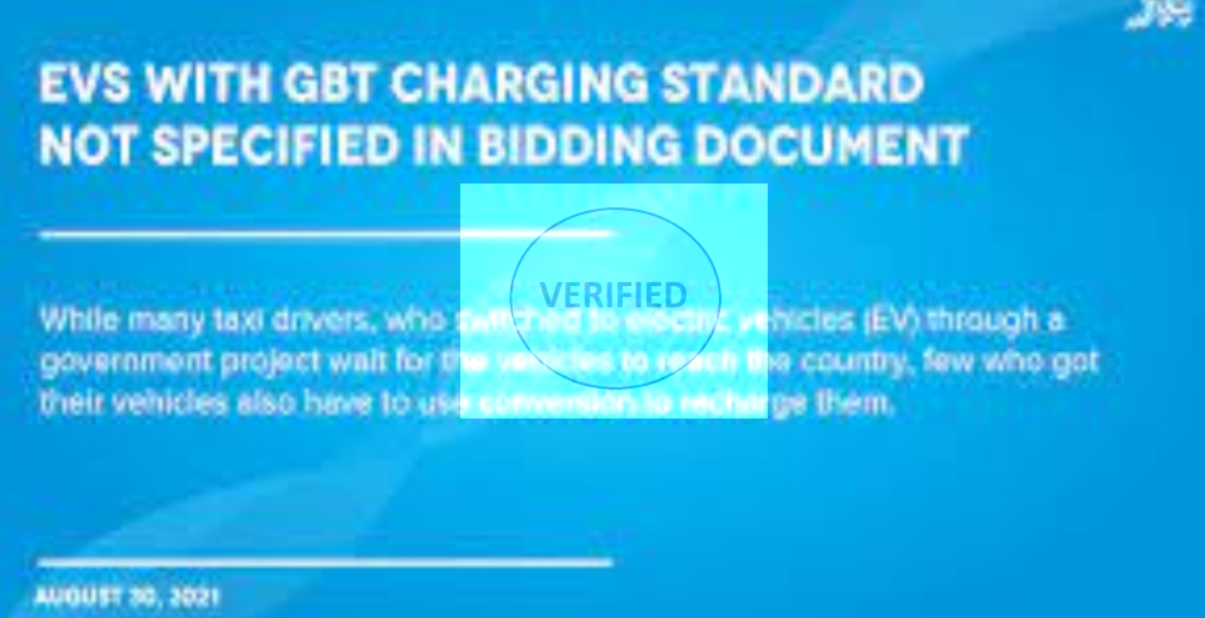 EVS WITH GBT CHARGING STANDARD
NOT SPECIFIED IN BIDDING DOCUMENT
VERIFIED
While many taxi drivers, who switched to electric vehicles (EV) through a
government project wait for the vehicles to reach the country, few who got
their vehicles also have to use conversion to recharge them.
AUGUST 30, 2021